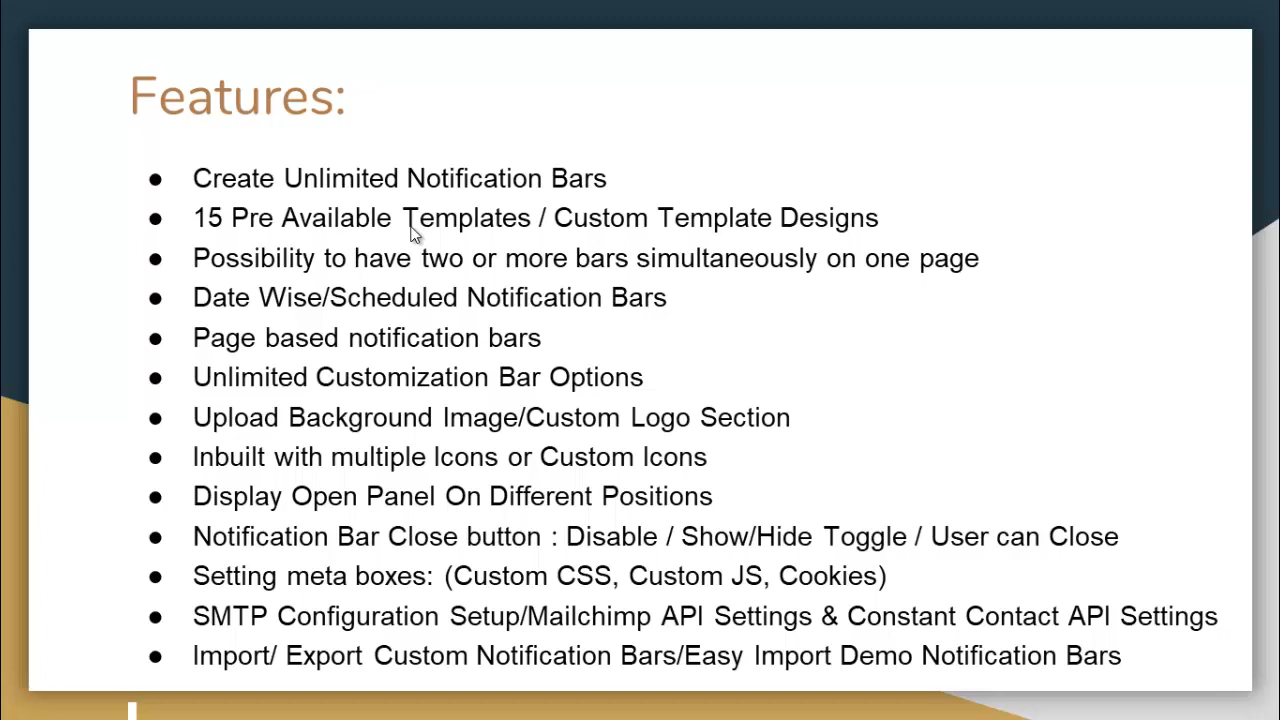 Features:
● Create Unlimited Notification Bars
● 15 Pre Available Templates / Custom Template Designs
● Possibility to have two or more bars simultaneously on one page
● Date Wise/Scheduled Notification Bars
● Page based notification bars
● Unlimited Customization Bar Options
● Upload Background Image/Custom Logo Section
● Inbuilt with multiple Icons or Custom Icons
● Display Open Panel On Different Positions
● Notification Bar Close button : Disable / Show/Hide Toggle / User can Close
● Setting meta boxes: (Custom CSS, Custom JS, Cookies)
● SMTP Configuration Setup/Mailchimp API Settings & Constant Contact API Settings
● Import/ Export Custom Notification Bars/Easy Import Demo Notification Bars